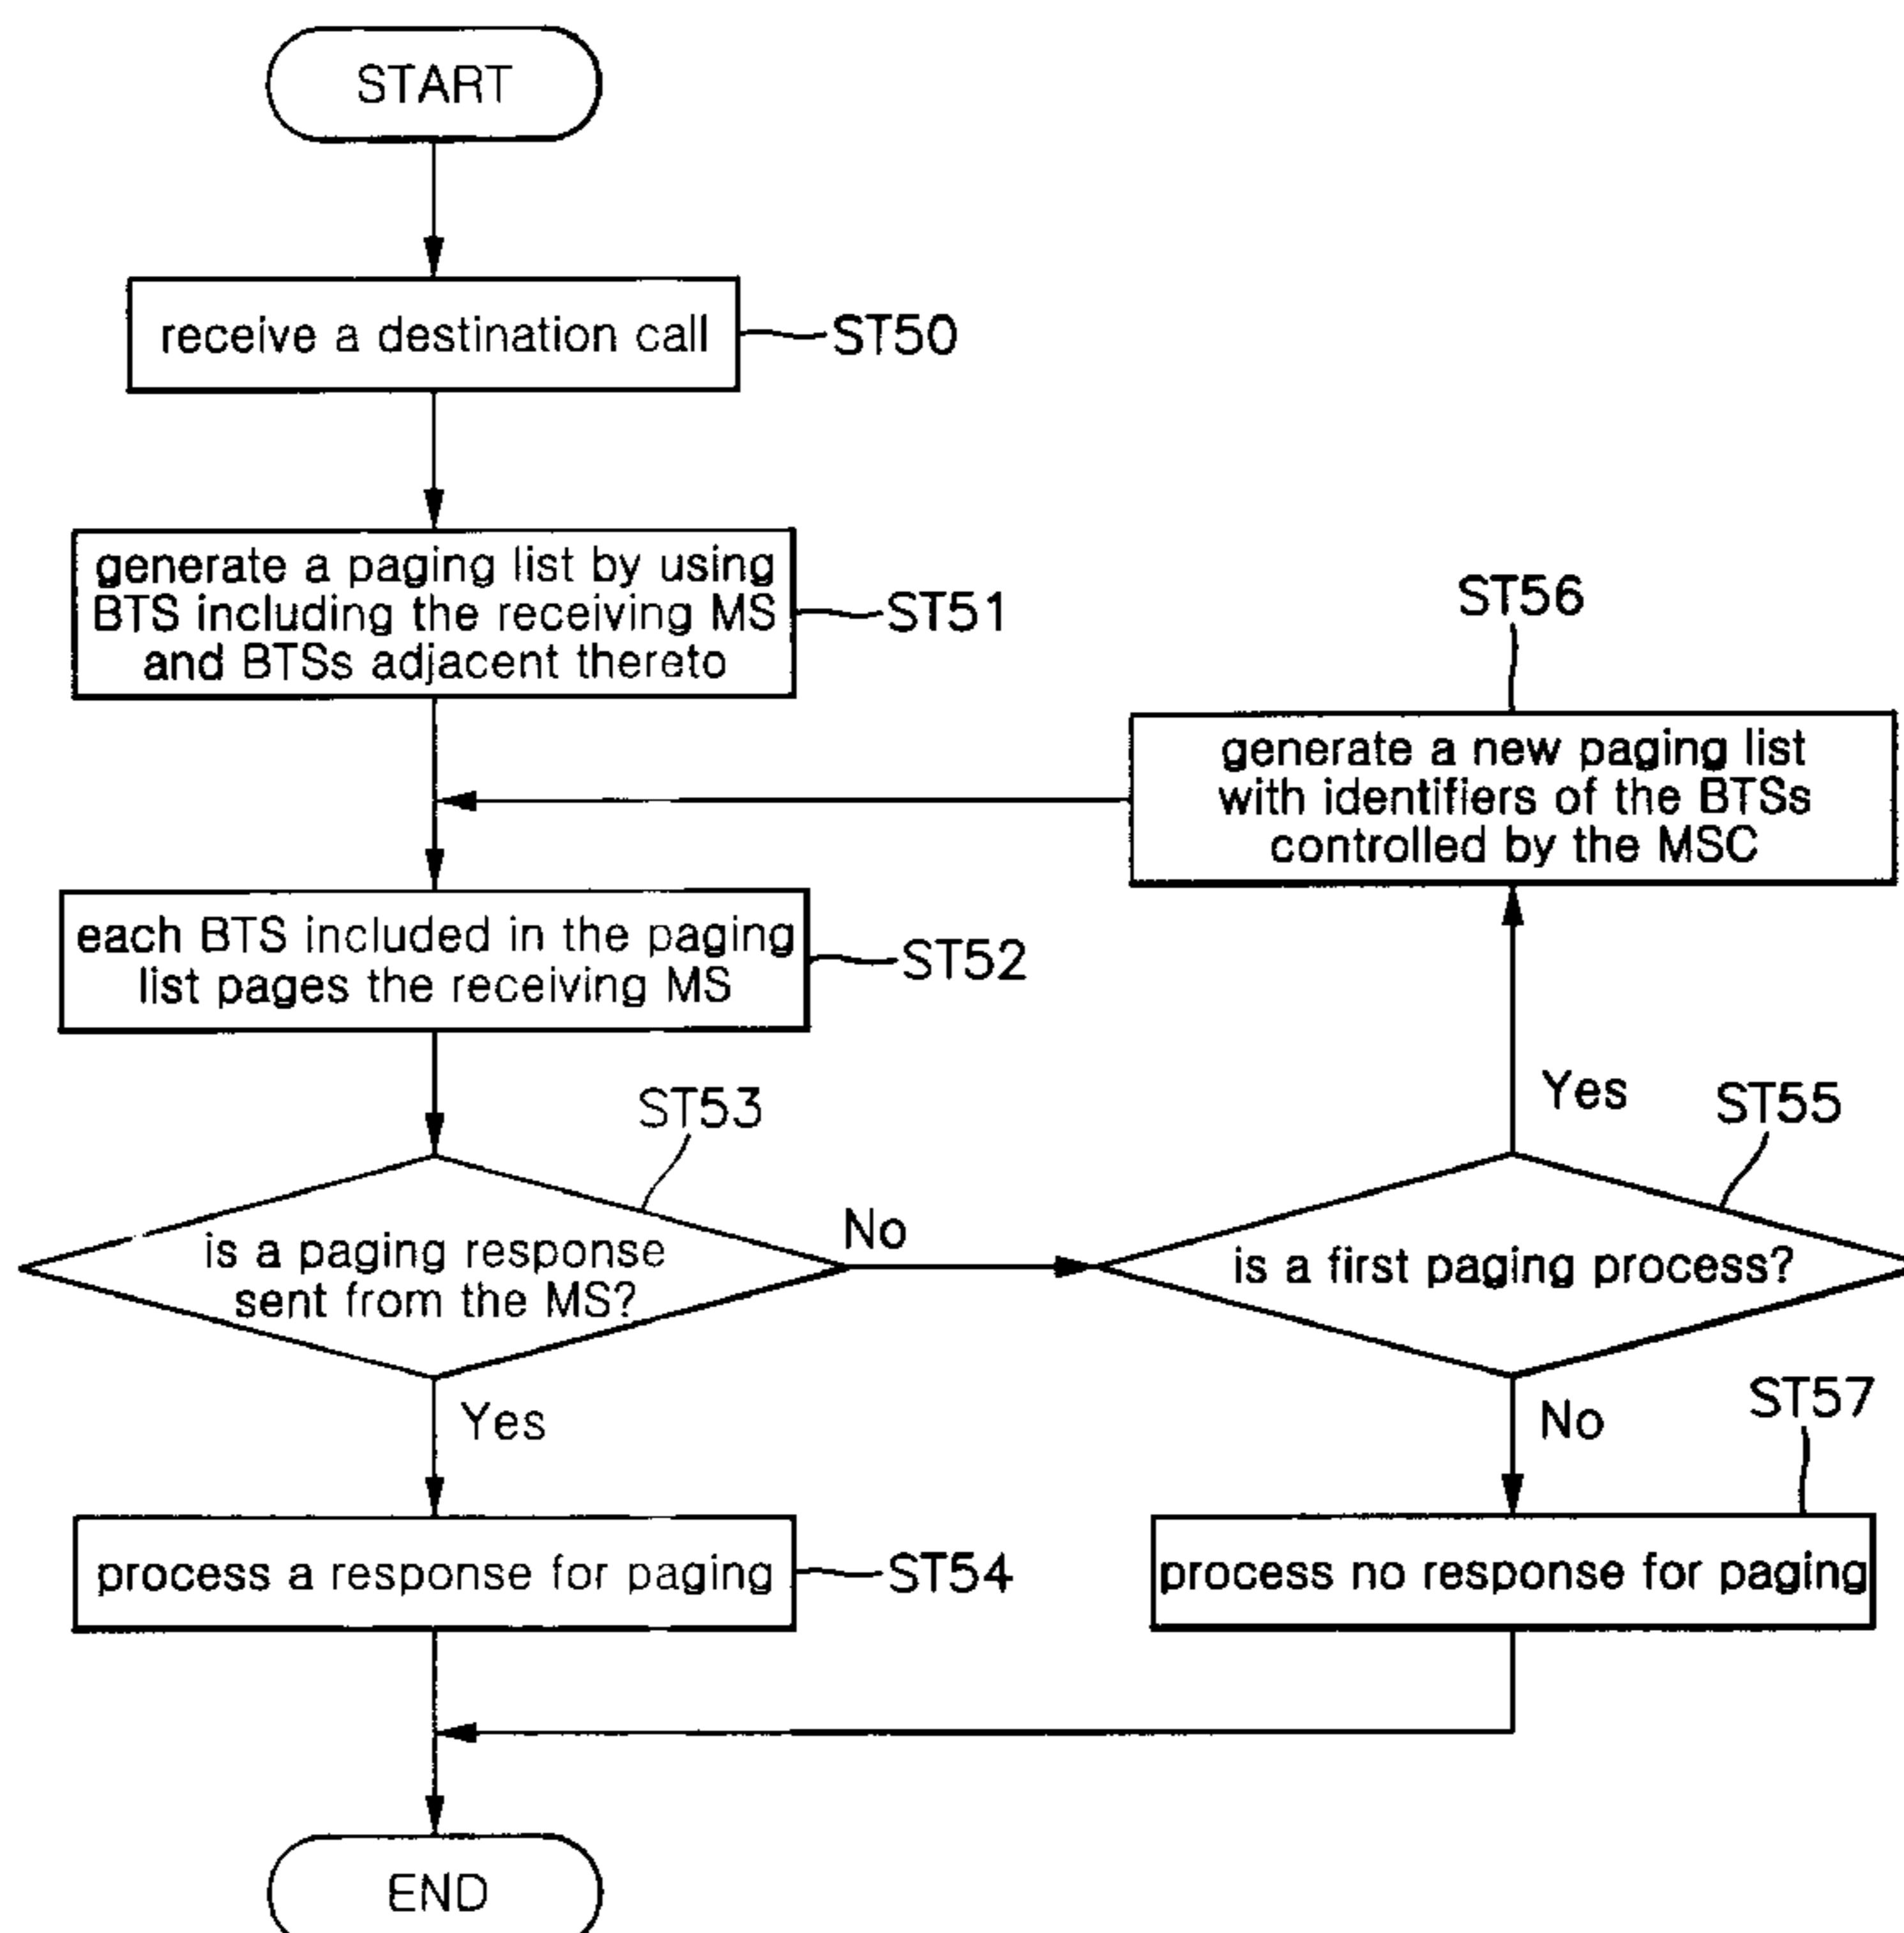 START
receive a destination call
ST50
generate a paging list by using
BTS including the receiving MS
and BTSs adjacent thereto
ST51
ST56
generate a new paging list
with identifiers of the BTSs
controlled by the MSC
each BTS included in the paging
list pages the receiving MS
ST52
ST53
is a paging response
sent from the MS?
No
Yes
ST55
is a first paging process?
Yes
No
ST57
process a response for paging
ST54
process no response for paging
END